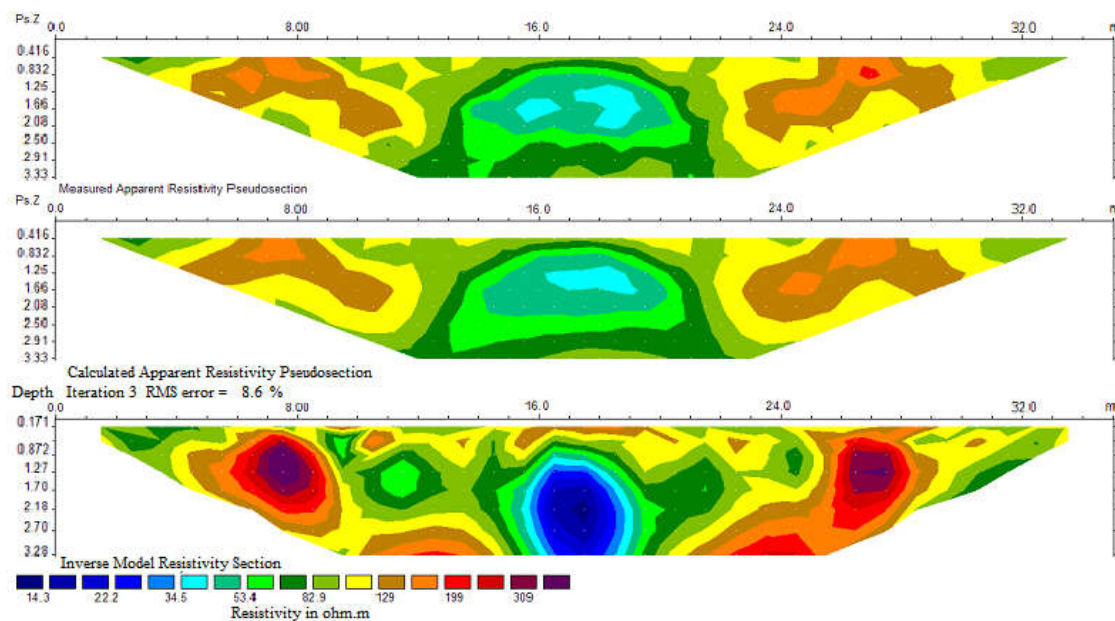 Ps.Z 0.0 8.00 16.0 24.0 32.0 m
0.416
0.832
1.25
1.66
2.08
2.50
2.91
3.33
Measured Apparent Resistivity Pseudosection
Ps.Z 0.0 8.00 16.0 24.0 32.0 m
0.416
0.832
1.25
1.66
2.08
2.50
2.91
3.33
Calculated Apparent Resistivity Pseudosection
Depth Iteration 3 RMS error = 8.6 %
0.0 8.00 16.0 24.0 32.0 m
0.171
0.872
1.27
1.70
2.18
2.70
3.28
Inverse Model Resistivity Section
14.3 22.2 34.5 53.4 82.9 129 199 309
Resistivity in ohm.m